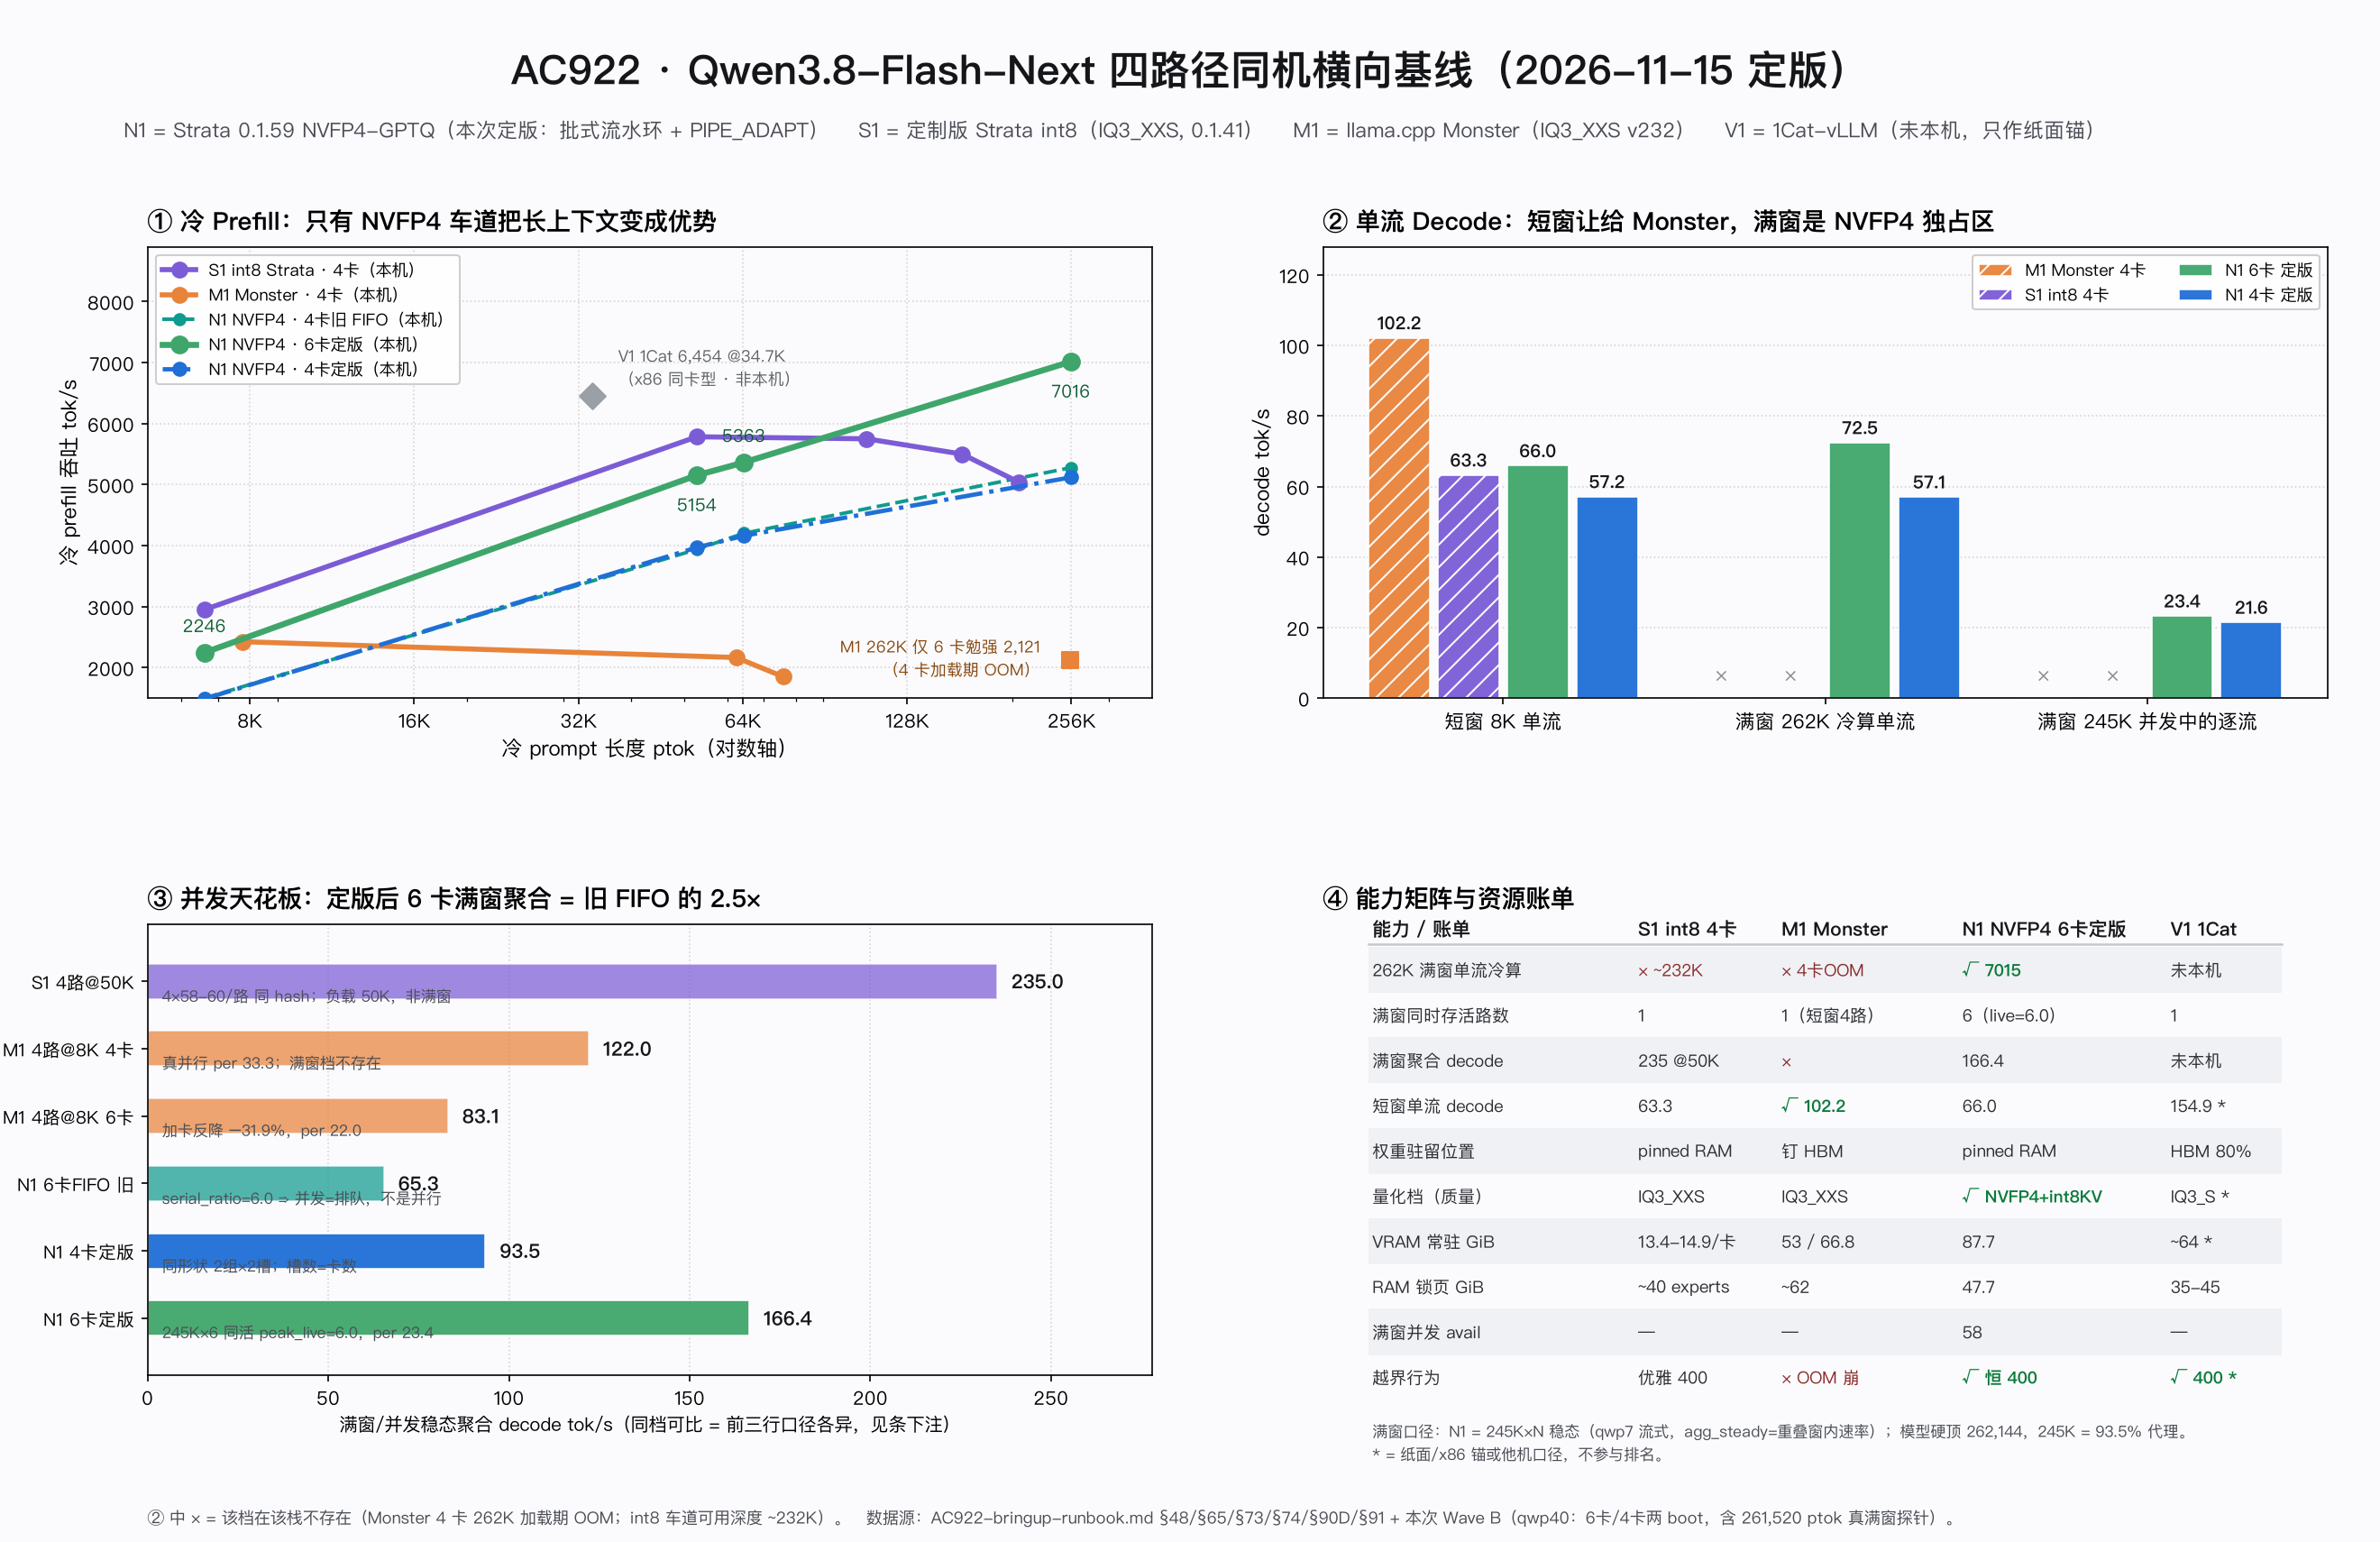 AC922 · Qwen3.8-Flash-Next 四路径同机横向基线（2026-11-15 定版）
N1 = Strata 0.1.59 NVFP4-GPTQ（本次定版：批式流水环 + PIPE_ADAPT） S1 = 定制版 Strata int8（IQ3_XXS, 0.1.41） M1 = llama.cpp Monster（IQ3_XXS v232） V1 = 1Cat-vLLM（未本机，只作纸面锚）
① 冷 Prefill：只有 NVFP4 车道把长上下文变成优势
S1 int8 Strata · 4卡（本机）
M1 Monster · 4卡（本机）
N1 NVFP4 · 4卡旧 FIFO（本机）
N1 NVFP4 · 6卡定版（本机）
N1 NVFP4 · 4卡定版（本机）
V1 1Cat 6,454 @34.7K
（x86 同卡型 · 非本机）
7016
5363
5154
2246
M1 262K 仅 6 卡勉强 2,121
（4 卡加载期 OOM）
冷 prefill 吞吐 tok/s
8000
7000
6000
5000
4000
3000
2000
8K 16K 32K 64K 128K 256K
冷 prompt 长度 ptok（对数轴）
② 单流 Decode：短窗让给 Monster，满窗是 NVFP4 独占区
M1 Monster 4卡 N1 6卡 定版
S1 int8 4卡 N1 4卡 定版
decode tok/s
120
100
80
60
40
20
0
102.2
63.3
66.0
57.2
× × 72.5 57.1
× × 23.4 21.6
短窗 8K 单流 满窗 262K 冷算单流 满窗 245K 并发中的逐流
③ 并发天花板：定版后 6 卡满窗聚合 = 旧 FIFO 的 2.5×
S1 4路@50K 4×58-60/路 同 hash；负载 50K，非满窗 235.0
M1 4路@8K 4卡 真并行 per 33.3；满窗档不存在 122.0
M1 4路@8K 6卡 加卡反降 −31.9%，per 22.0 83.1
N1 6卡FIFO 旧 serial_ratio=6.0 ⇒ 并发=排队，不是并行 65.3
N1 4卡定版 同形状 2组×2槽；槽数=卡数 93.5
N1 6卡定版 245K×6 同活 peak_live=6.0，per 23.4 166.4
0 50 100 150 200 250
满窗/并发稳态聚合 decode tok/s（同档可比 = 前三行口径各异，见条下注）
④ 能力矩阵与资源账单
能力 / 账单 S1 int8 4卡 M1 Monster N1 NVFP4 6卡定版 V1 1Cat
262K 满窗单流冷算 × ~232K × 4卡OOM √ 7015 未本机
满窗同时存活路数 1 1（短窗4路） 6（live=6.0） 1
满窗聚合 decode 235 @50K × 166.4 未本机
短窗单流 decode 63.3 √ 102.2 66.0 154.9 *
权重驻留位置 pinned RAM 钉 HBM pinned RAM HBM 80%
量化档（质量） IQ3_XXS IQ3_XXS √ NVFP4+int8KV IQ3_S *
VRAM 常驻 GiB 13.4-14.9/卡 53 / 66.8 87.7 ~64 *
RAM 锁页 GiB ~40 experts ~62 47.7 35-45
满窗并发 avail — — 58 —
越界行为 优雅 400 × OOM 崩 √ 恒 400 √ 400 *
满窗口径：N1 = 245K×N 稳态（qwp7 流式，agg_steady=重叠窗内速率）；模型硬顶 262,144，245K = 93.5% 代理。
* = 纸面/x86 锚或他机口径，不参与排名。
② 中 × = 该档在该栈不存在（Monster 4 卡 262K 加载期 OOM；int8 车道可用深度 ~232K）。 数据源：AC922-bringup-runbook.md §48/§65/§73/§74/§90D/§91 + 本次 Wave B（qwp40：6卡/4卡两 boot，含 261,520 ptok 真满窗探针）。